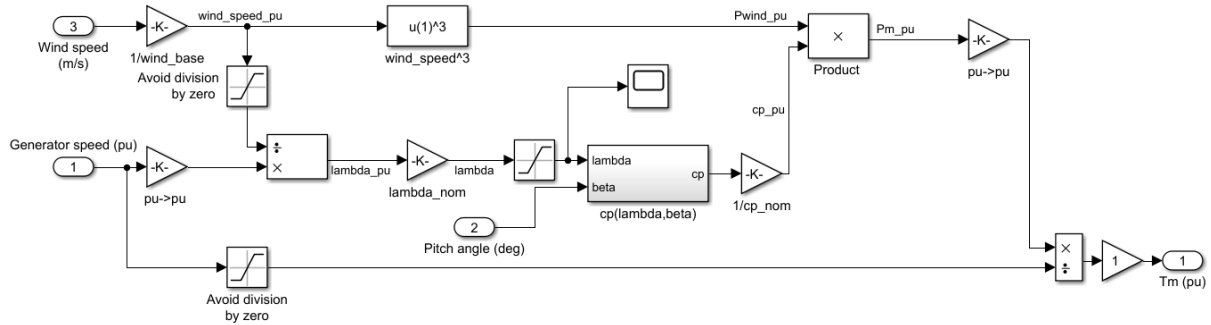 3
Wind speed
(m/s)
-K-
1/wind_base
wind_speed_pu
u(1)^3
wind_speed^3
Pwind_pu
×
Product
Pm_pu
-K-
pu->pu
Avoid division
by zero
cp_pu
Generator speed (pu)
1
-K-
pu->pu
÷
×
lambda_pu
-K-
lambda_nom
lambda
lambda
beta
cp
cp(lambda,beta)
-K-
1/cp_nom
2
Pitch angle (deg)
Avoid division
by zero
×
÷
1
1
Tm (pu)